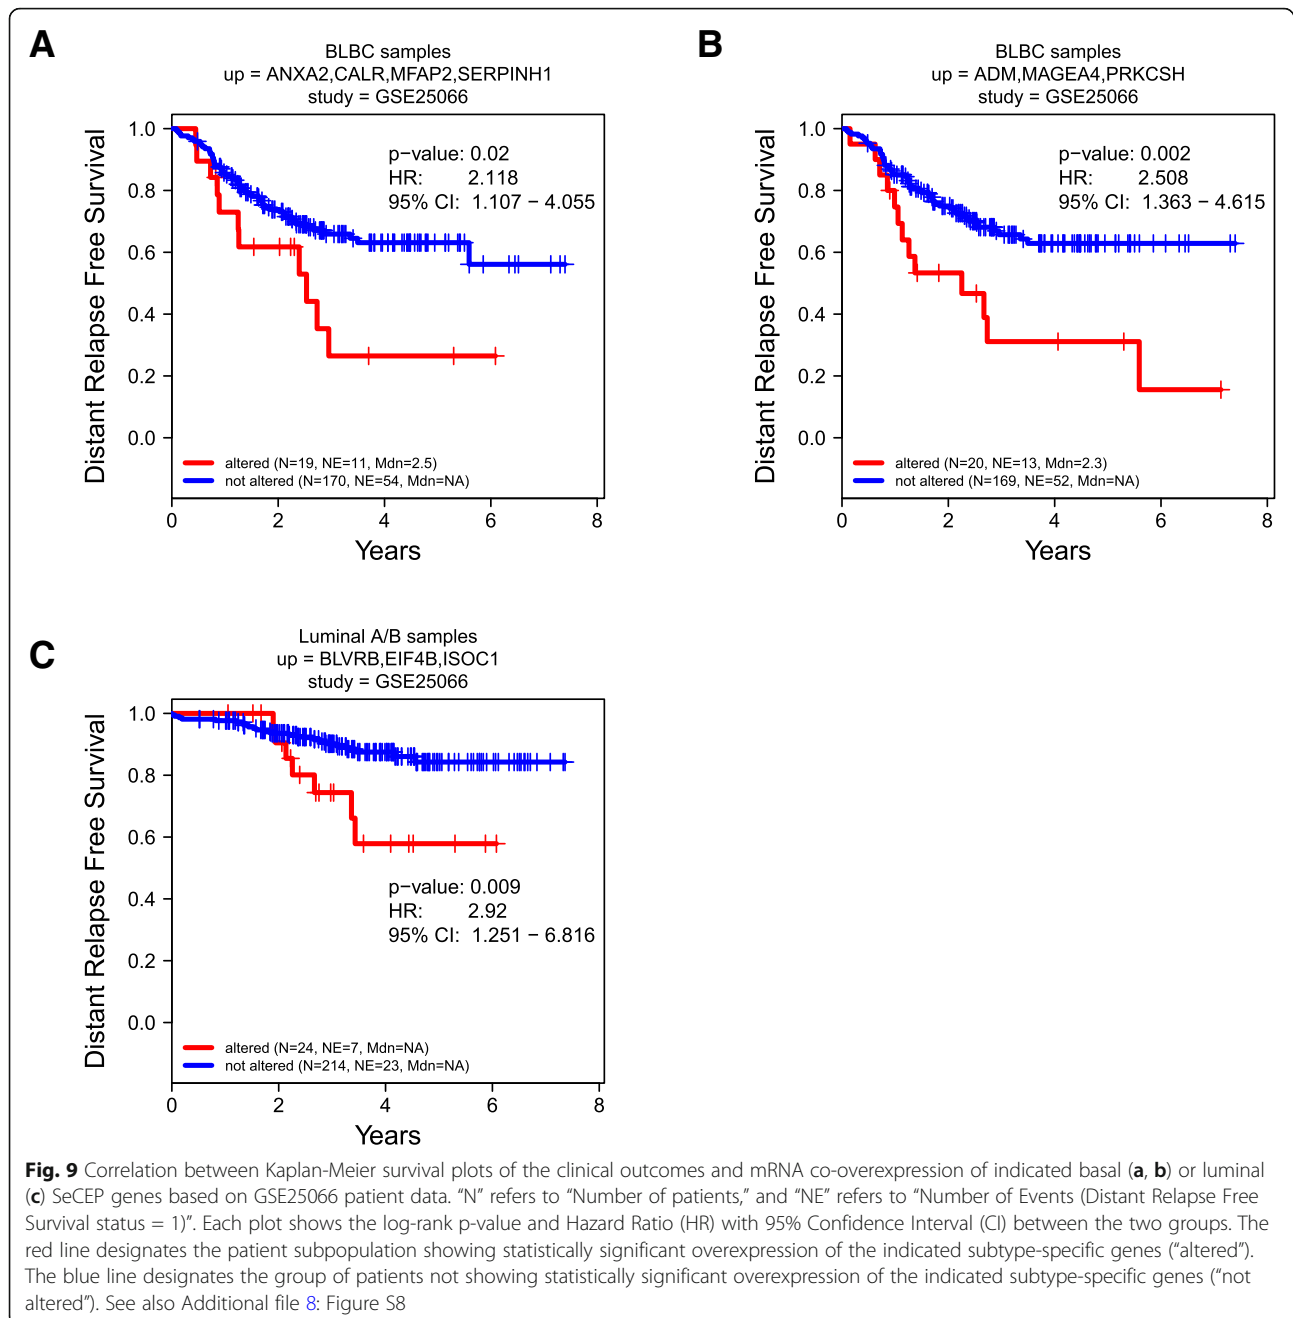 A
BLBC samples
up = ANXA2,CALR,MFAP2,SERPINH1
study = GSE25066
Distant Relapse Free Survival
1.0
0.8
0.6
0.4
0.2
0.0
p−value: 0.02
HR: 2.118
95% CI: 1.107 − 4.055
altered (N=19, NE=11, Mdn=2.5)
not altered (N=170, NE=54, Mdn=NA)
0 2 4 6 8
Years
B
BLBC samples
up = ADM,MAGEA4,PRKCSH
study = GSE25066
Distant Relapse Free Survival
1.0
0.8
0.6
0.4
0.2
0.0
p−value: 0.002
HR: 2.508
95% CI: 1.363 − 4.615
altered (N=20, NE=13, Mdn=2.3)
not altered (N=169, NE=52, Mdn=NA)
0 2 4 6 8
Years
C
Luminal A/B samples
up = BLVRB,EIF4B,ISOC1
study = GSE25066
Distant Relapse Free Survival
1.0
0.8
0.6
0.4
0.2
0.0
p−value: 0.009
HR: 2.92
95% CI: 1.251 − 6.816
altered (N=24, NE=7, Mdn=NA)
not altered (N=214, NE=23, Mdn=NA)
0 2 4 6 8
Years
Fig. 9 Correlation between Kaplan-Meier survival plots of the clinical outcomes and mRNA co-overexpression of indicated basal (a, b) or luminal
(c) SeCEP genes based on GSE25066 patient data. “N” refers to “Number of patients,” and “NE” refers to “Number of Events (Distant Relapse Free
Survival status = 1)”. Each plot shows the log-rank p-value and Hazard Ratio (HR) with 95% Confidence Interval (CI) between the two groups. The
red line designates the patient subpopulation showing statistically significant overexpression of the indicated subtype-specific genes (“altered”).
The blue line designates the group of patients not showing statistically significant overexpression of the indicated subtype-specific genes (“not
altered”). See also Additional file 8: Figure S8